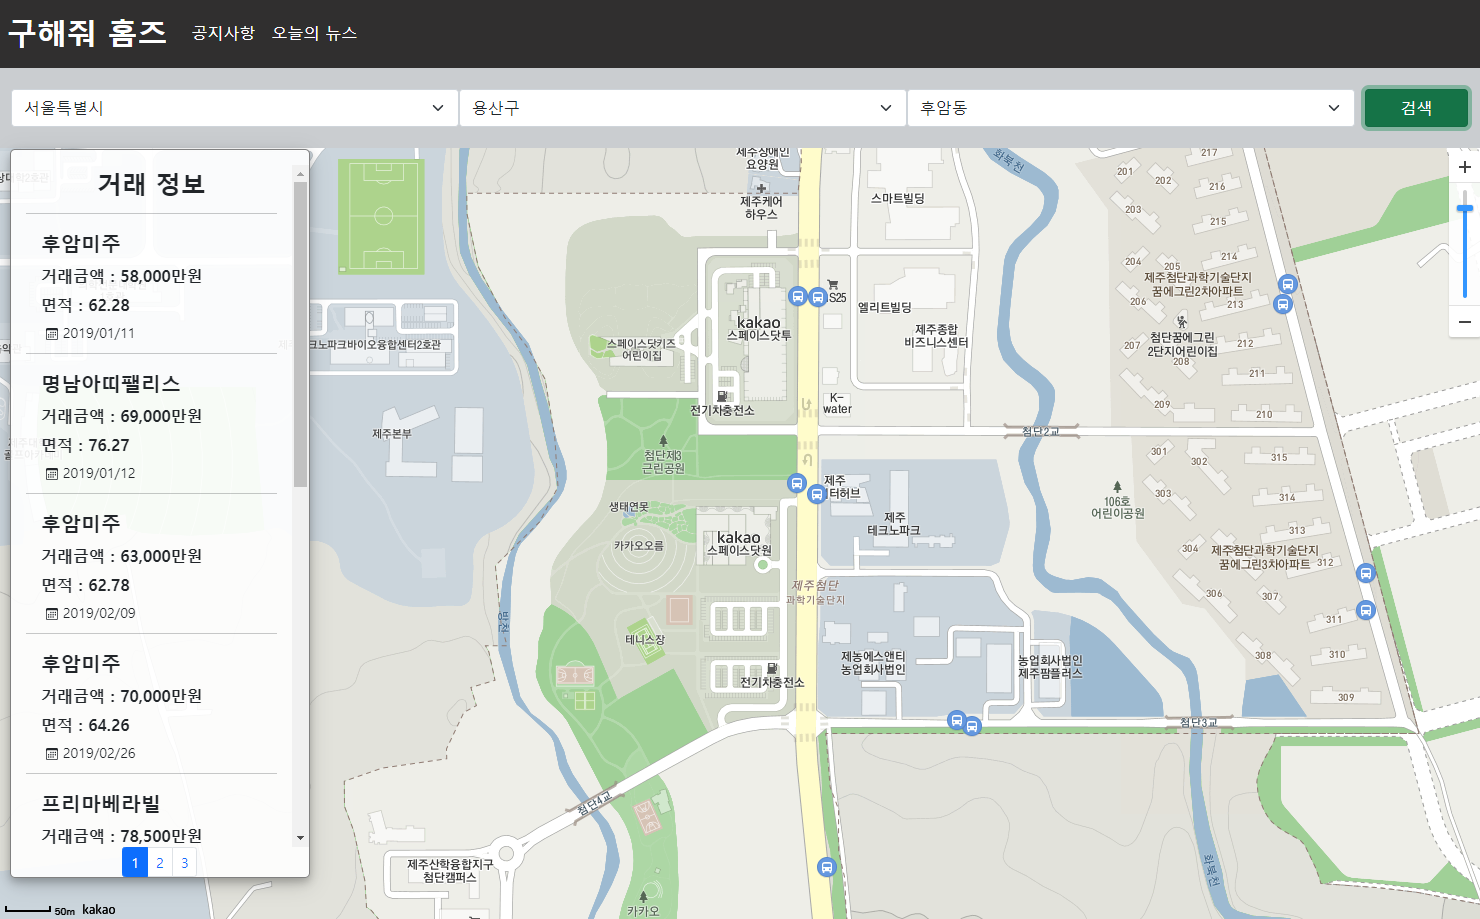 구해줘 홈즈
공지사항
오늘의 뉴스
서울특별시
용산구
후암동
검색
거래 정보
후암미주
거래금액 : 58,000만원
면적 : 62.28
2019/01/11
명남아띠팰리스
거래금액 : 69,000만원
면적 : 76.27
2019/01/12
후암미주
거래금액 : 63,000만원
면적 : 62.78
2019/02/09
후암미주
거래금액 : 70,000만원
면적 : 64.26
2019/02/26
프리마베라빌
거래금액 : 78,500만원
1
2
3
50m
kakao
제주장애인
요양원
제주케어
하우스
스마트빌딩
화북천
217
201
202
216
203
215
214
204
205
제주첨단과학기술단지
꿈에그린2차아파트
206
213
첨단꿈에그린
2단지어린이집
207
208
212
211
209
210
kakao
스페이스닷투
S25
엘리트빌딩
제주종합
비즈니스센터
스페이스닷키즈
어린이집
전기차충전소
K-
water
크노파크바이오융합센터2호관
제주본부
첨단제3
근린공원
생태연못
카카오오름
kakao
스페이스닷원
제주
터허브
제주
테크노파크
첨단2교
106호
어린이공원
301
302
315
303
314
313
304
제주첨단과학기술단지
꿈에그린3차아파트
312
306
307
311
308
310
309
제주첨단
과학기술단지
테니스장
전기차충전소
제농에스앤티
농업회사법인
농업회사법인
제주팜플러스
첨단3교
첨단4교
제주산학융합지구
첨단캠퍼스
카카오
화북천